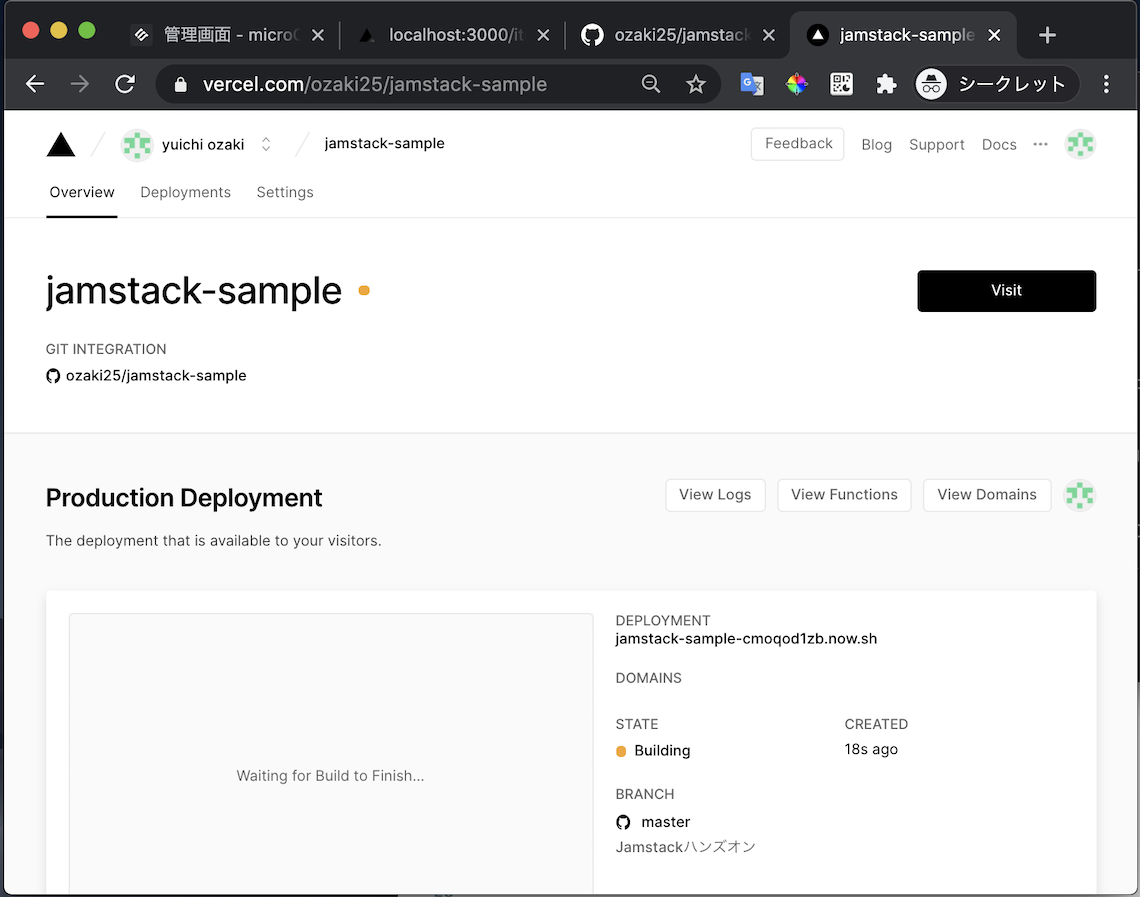 管理画面 - micro
localhost:3000/it
ozaki25/jamstack
jamstack-sample
vercel.com/ozaki25/jamstack-sample
シークレット
yuichi ozaki
jamstack-sample
Feedback
Blog
Support
Docs
Overview
Deployments
Settings
jamstack-sample
Visit
GIT INTEGRATION
ozaki25/jamstack-sample
Production Deployment
View Logs
View Functions
View Domains
The deployment that is available to your visitors.
Waiting for Build to Finish...
DEPLOYMENT
jamstack-sample-cmoqod1zb.now.sh
DOMAINS
STATE
CREATED
Building
18s ago
BRANCH
master
Jamstackハンズオン